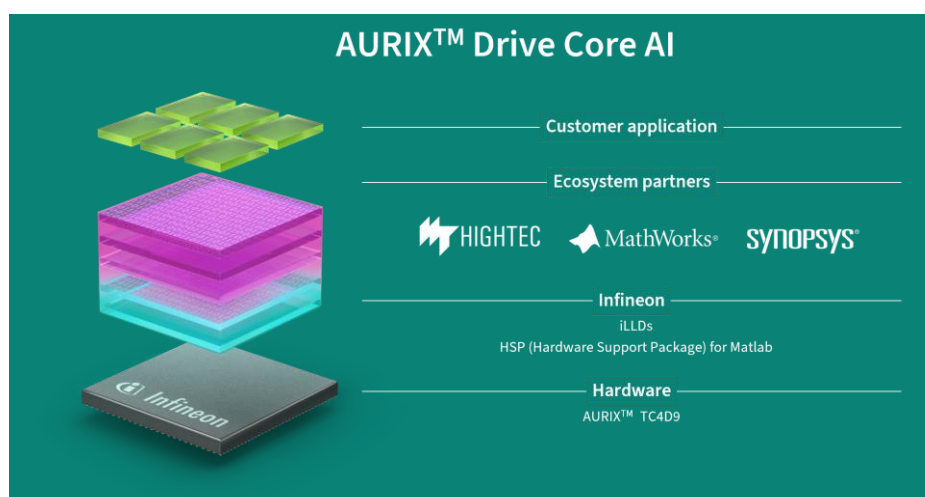 AURIX™ Drive Core AI
Customer application
Ecosystem partners
HIGHTEC
MathWorks®
SYNOPSYS®
Infineon
iLLDs
HSP (Hardware Support Package) for Matlab
Infineon
Hardware
AURIX™ TC4D9